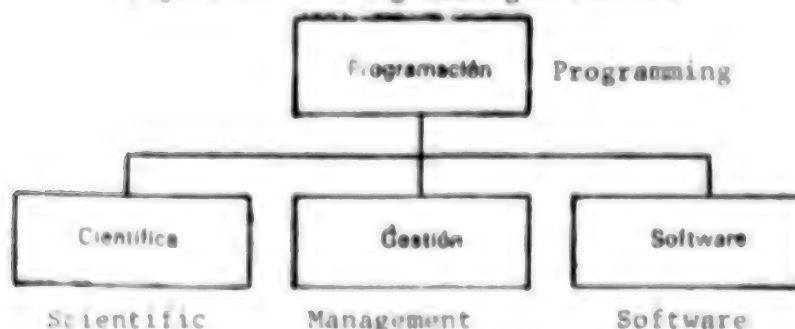 Programación Programming
Científica Gestión Software
Scientific Management Software